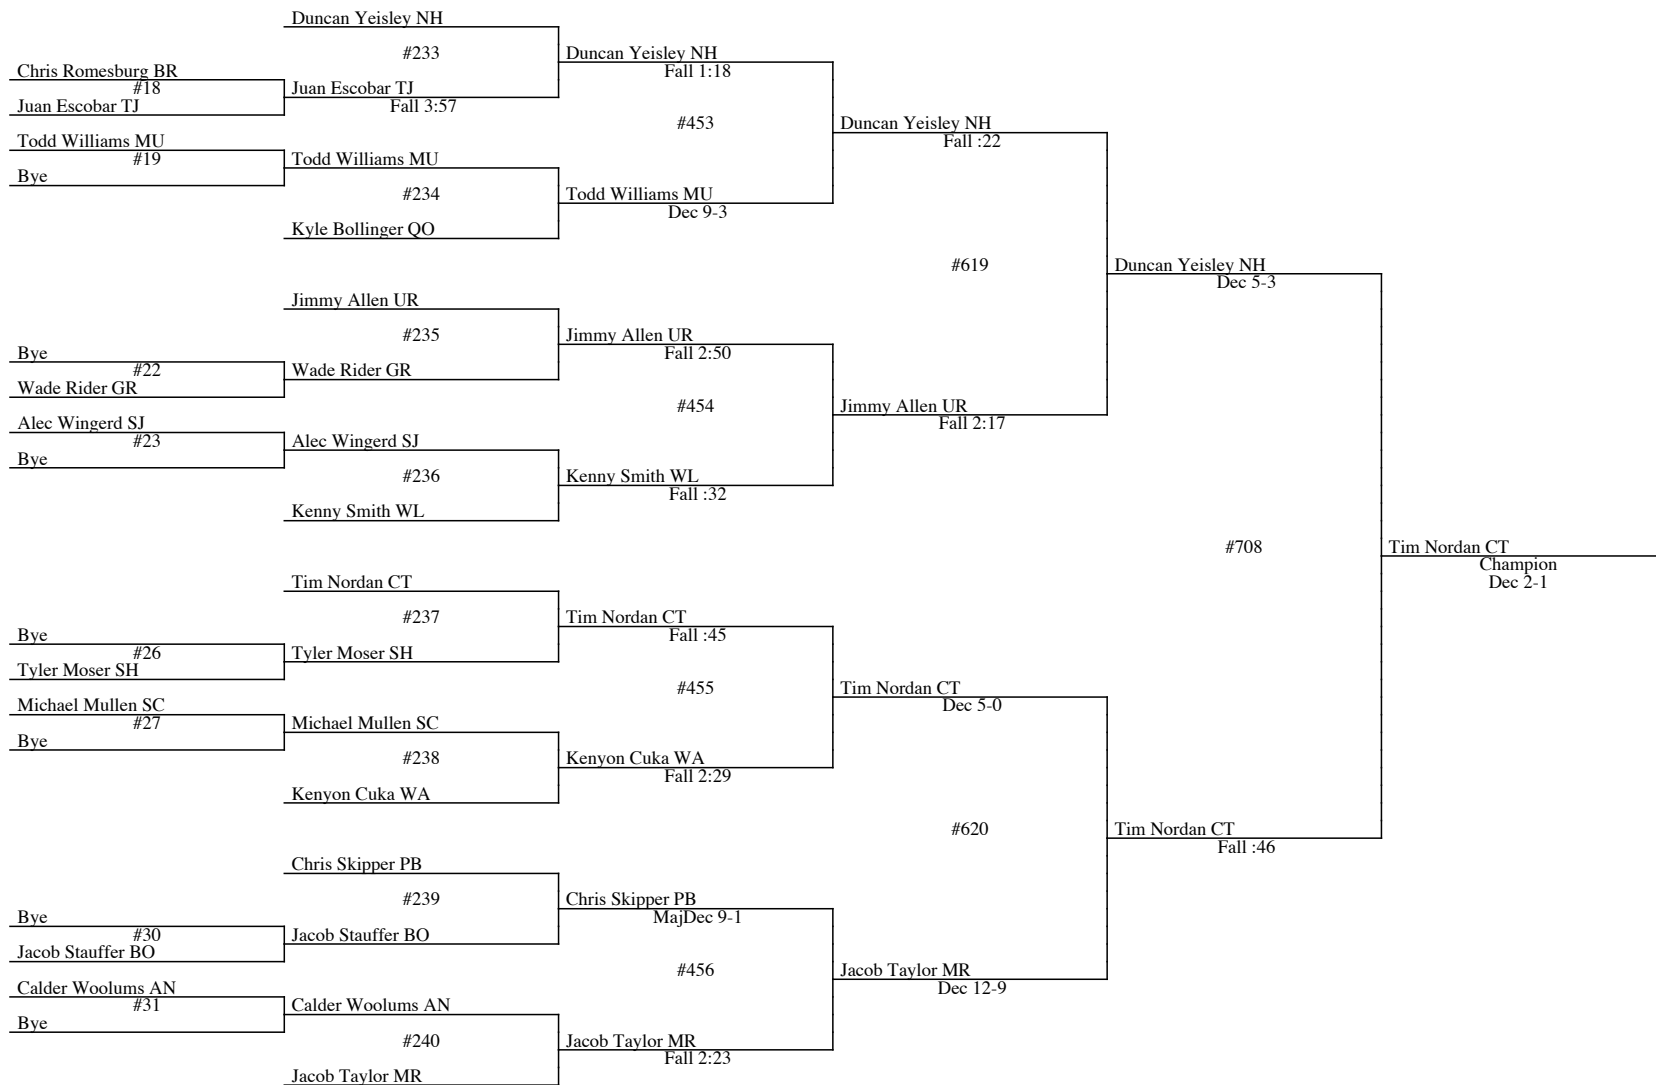 Duncan Yeisley NH
#233
Duncan Yeisley NH
Fall 1:18
Chris Romesburg BR
#18
Juan Escobar TJ
Juan Escobar TJ
Fall 3:57
#453
Duncan Yeisley NH
Fall :22
Todd Williams MU
#19
Bye
Todd Williams MU
#234
Todd Williams MU
Dec 9-3
Kyle Bollinger QO
#619
Duncan Yeisley NH
Dec 5-3
Jimmy Allen UR
#235
Jimmy Allen UR
Fall 2:50
Bye
#22
Wade Rider GR
Wade Rider GR
#454
Jimmy Allen UR
Fall 2:17
Alec Wingerd SJ
#23
Bye
Alec Wingerd SJ
#236
Kenny Smith WL
Fall :32
Kenny Smith WL
#708
Tim Nordan CT
Champion
Dec 2-1
Tim Nordan CT
#237
Tim Nordan CT
Fall :45
Bye
#26
Tyler Moser SH
Tyler Moser SH
#455
Tim Nordan CT
Dec 5-0
Michael Mullen SC
#27
Bye
Michael Mullen SC
#238
Kenyon Cuka WA
Fall 2:29
Kenyon Cuka WA
#620
Tim Nordan CT
Fall :46
Chris Skipper PB
#239
Chris Skipper PB
MajDec 9-1
Bye
#30
Jacob Stauffer BO
Jacob Stauffer BO
#456
Jacob Taylor MR
Dec 12-9
Calder Woolums AN
#31
Bye
Calder Woolums AN
#240
Jacob Taylor MR
Fall 2:23
Jacob Taylor MR